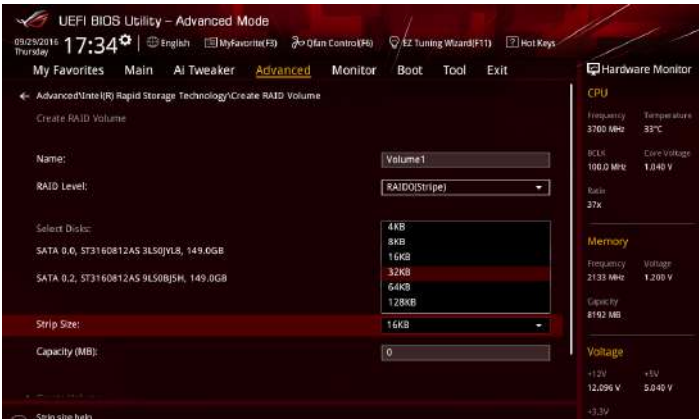 UEFI BIOS Utility – Advanced Mode
09/29/2016 Thursday 17:34 English MyFavorite(F3) Qfan Control(F6) EZ Tuning Wizard(F11) Hot Keys
My Favorites Main Ai Tweaker Advanced Monitor Boot Tool Exit
Advanced\Intel(R) Rapid Storage Technology\Create RAID Volume
Create RAID Volume
Name: Volume1
RAID Level: RAID0(Stripe)
Select Disks:
SATA 0.0, ST3160812AS 3LS0JYL8, 149.0GB
SATA 0.2, ST3160812AS 9LS0BJ5H, 149.0GB
4KB
8KB
16KB
32KB
64KB
128KB
Strip Size: 16KB
Capacity (MB): 0
Strip size help
Hardware Monitor
CPU
Frequency Temperature
3700 MHz 33°C
BCLK Core Voltage
100.0 MHz 1.040 V
Ratio
37x
Memory
Frequency Voltage
2133 MHz 1.200 V
Capacity
8192 MB
Voltage
+12V +5V
12.096 V 5.040 V
+3.3V